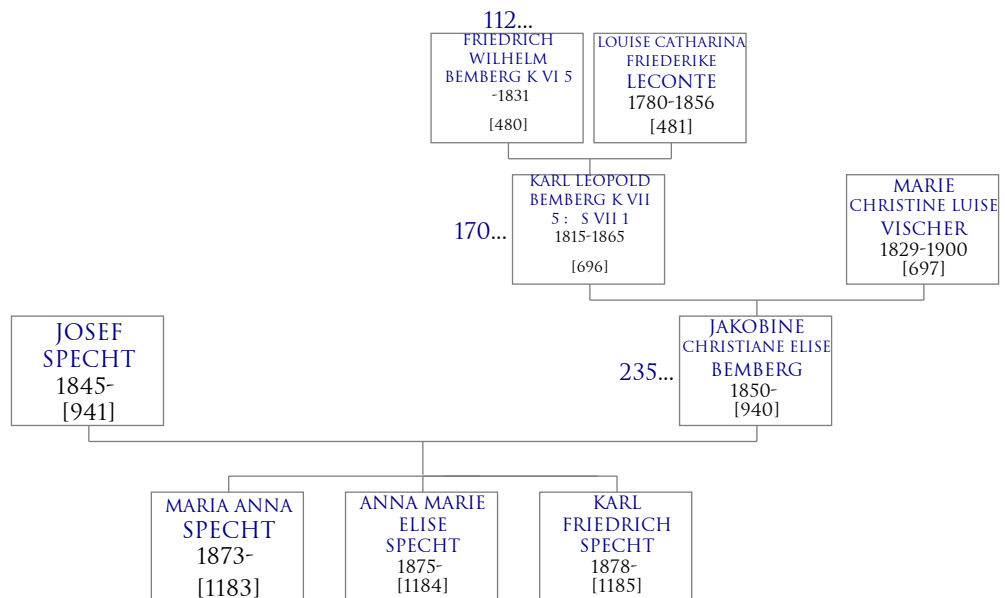 112...
FRIEDRICH
WILHELM
BEMBERG K VI 5
-1831
[480]
LOUISE CATHARINA
FRIEDERIKE
LECONTE
1780-1856
[481]
170...
KARL LEOPOLD
BEMBERG K VII
5 : S VII 1
1815-1865
[696]
MARIE
CHRISTINE LUISE
VISCHER
1829-1900
[697]
JOSEF
SPECHT
1845-
[941]
235...
JAKOBINE
CHRISTIANE ELISE
BEMBERG
1850-
[940]
MARIA ANNA
SPECHT
1873-
[1183]
ANNA MARIE
ELISE
SPECHT
1875-
[1184]
KARL
FRIEDRICH
SPECHT
1878-
[1185]